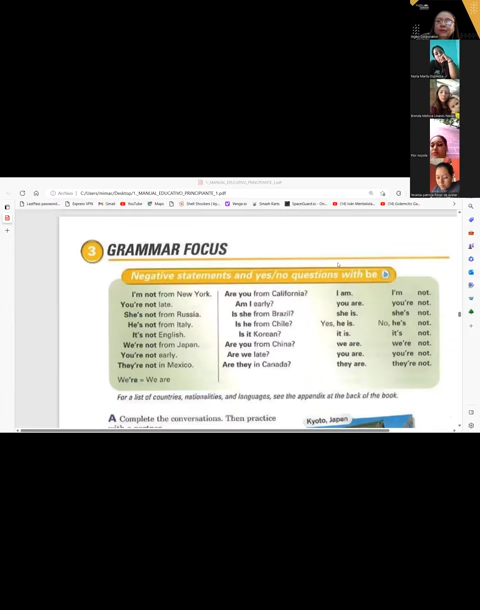 1_MANUAL_EDUCATIVO_PRINCIPIANTE_1.pdf
Archivo C:/Users/mimac/Desktop/1_MANUAL_EDUCATIVO_PRINCIPIANTE_1.pdf
LastPass password... Express VPN Gmail YouTube Maps Smart-Karts
3 GRAMMAR FOCUS
Negative statements and yes/no questions with be
I'm not from New York. Are you from California? I am. I'm not.
You're not late. Am I early? you are. you're not.
She's not from Russia. Is she from Brazil? she is. she's not.
He's not from Italy. Is he from Chile? Yes, he is. No, he's not.
It's not English. Is it Korean? it is. it's not.
We're not from Japan. Are you from China? we are. we're not.
You're not early. Are we late? you are. you're not.
They're not in Mexico. Are they in Canada? they are. they're not.
We're = We are
For a list of countries, nationalities, and languages, see the appendix at the back of the book.
A Complete the conversations. Then practice
Kyoto, Japan